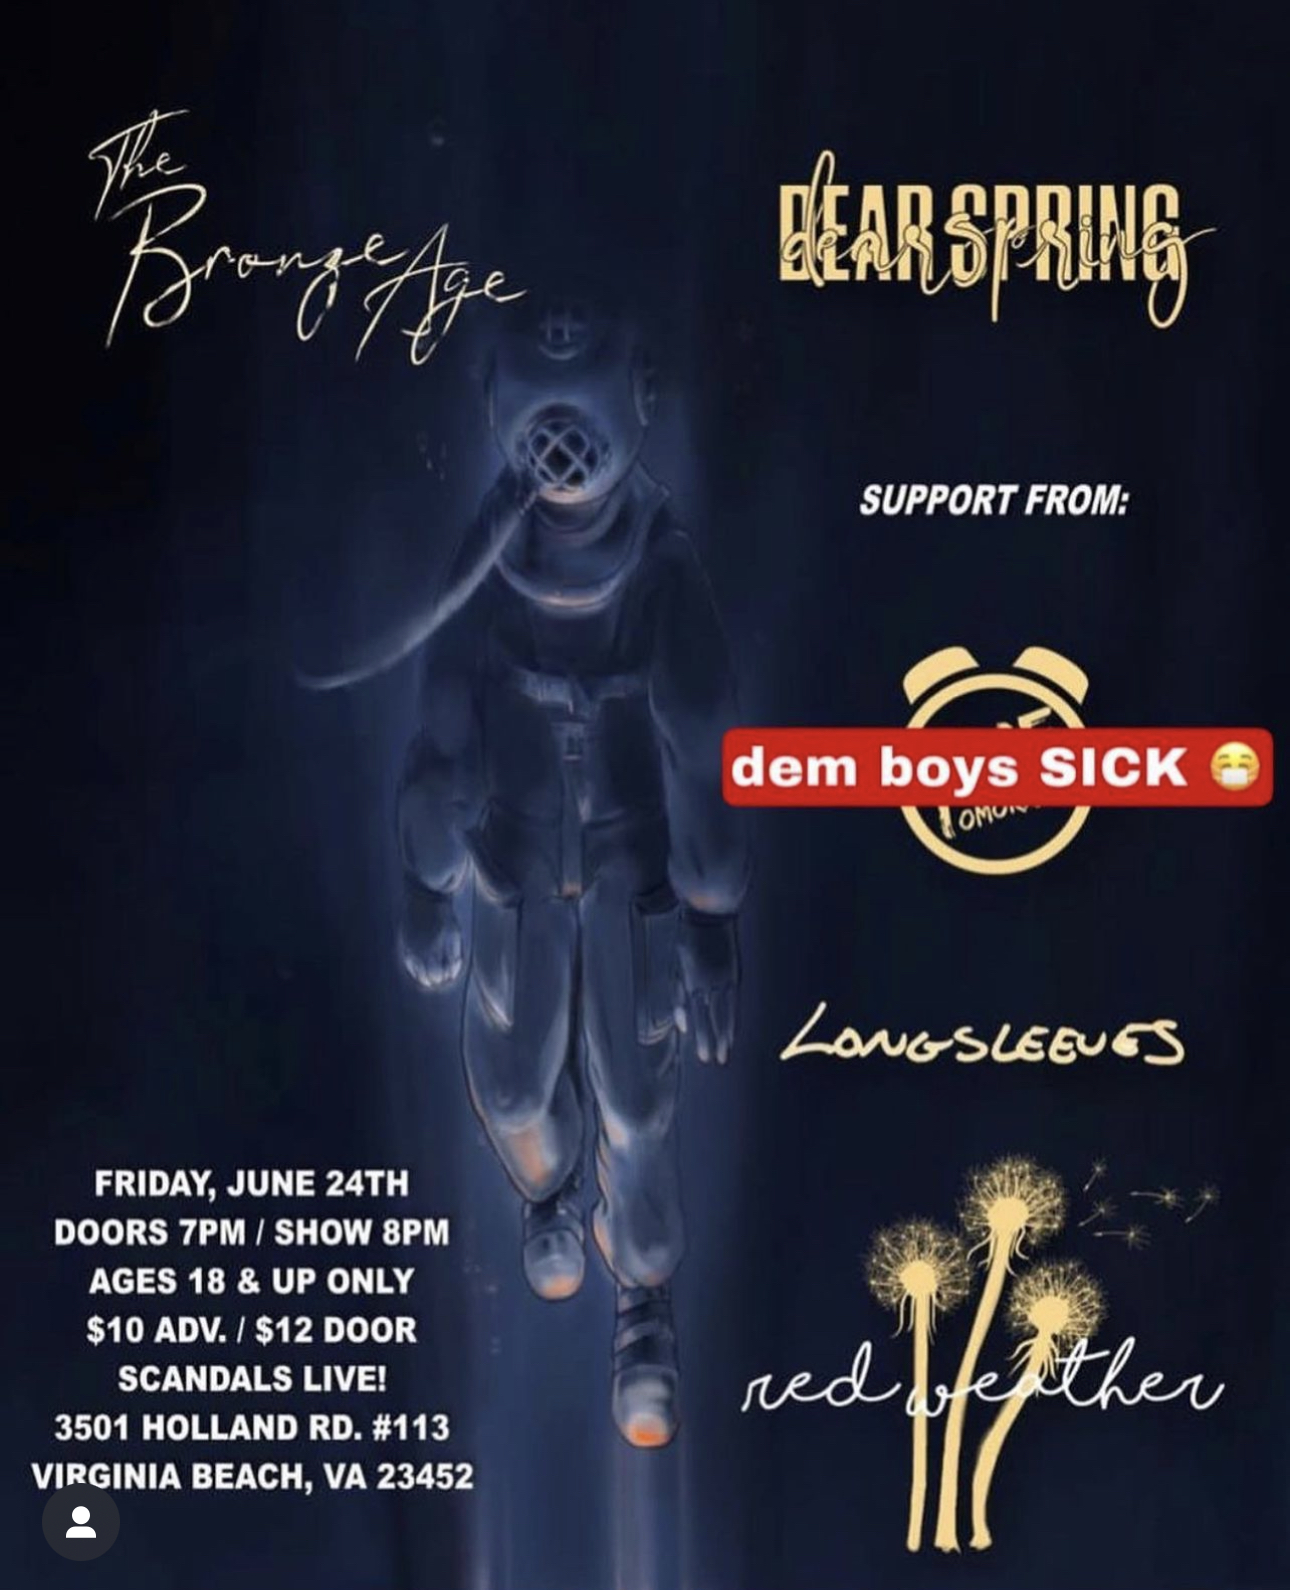 The
Bronze Age
DEAR SPRING
dear spring
SUPPORT FROM:
dem boys SICK 😷
LONGSLEEVES
red weather
FRIDAY, JUNE 24TH
DOORS 7PM / SHOW 8PM
AGES 18 & UP ONLY
$10 ADV. / $12 DOOR
SCANDALS LIVE!
3501 HOLLAND RD. #113
VIRGINIA BEACH, VA 23452